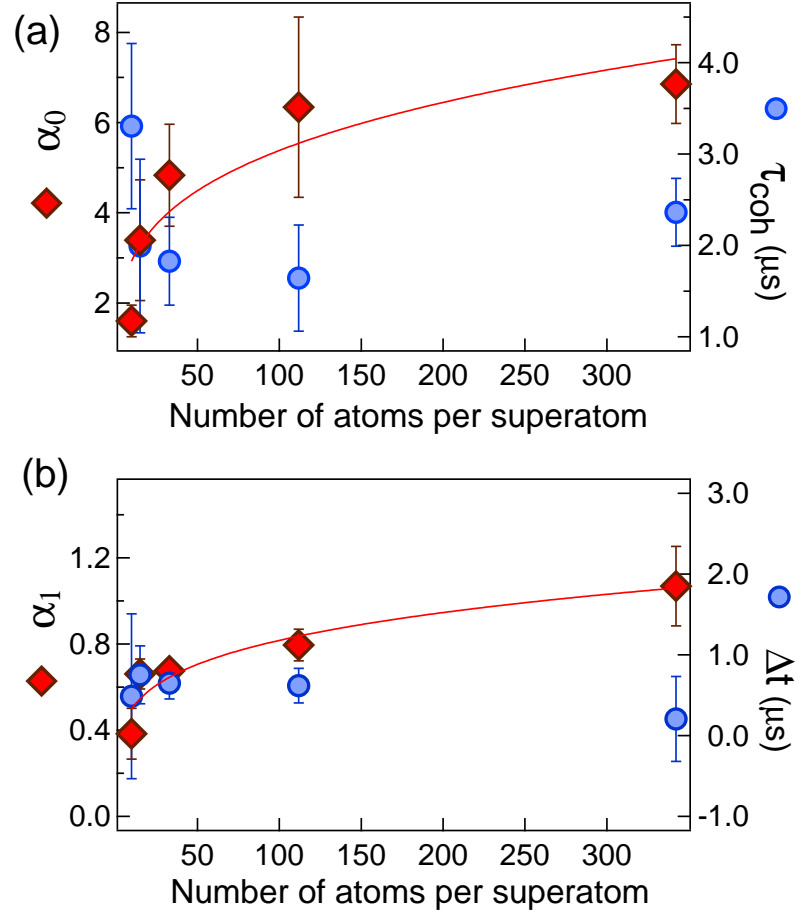 (a)
8
6
4
2
α0
4.0
3.0
2.0
1.0
τcoh (μs)
50 100 150 200 250 300
Number of atoms per superatom
(b)
1.2
0.8
0.4
0.0
α1
3.0
2.0
1.0
0.0
-1.0
Δt (μs)
50 100 150 200 250 300
Number of atoms per superatom